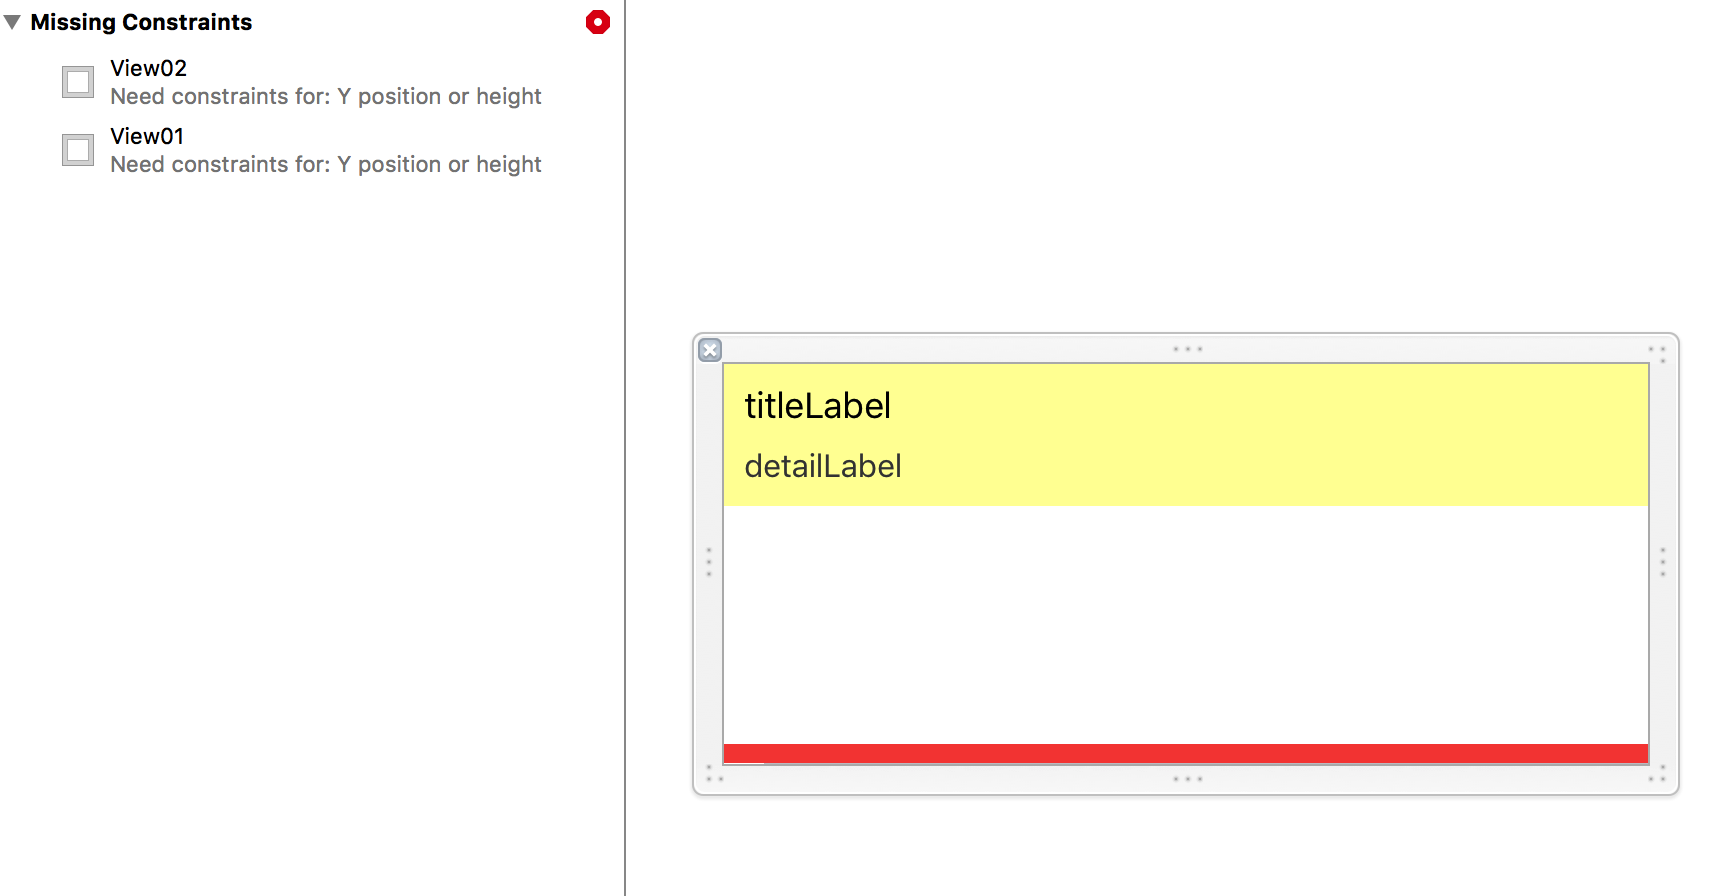 Missing Constraints
View02
Need constraints for: Y position or height
View01
Need constraints for: Y position or height
titleLabel
detailLabel